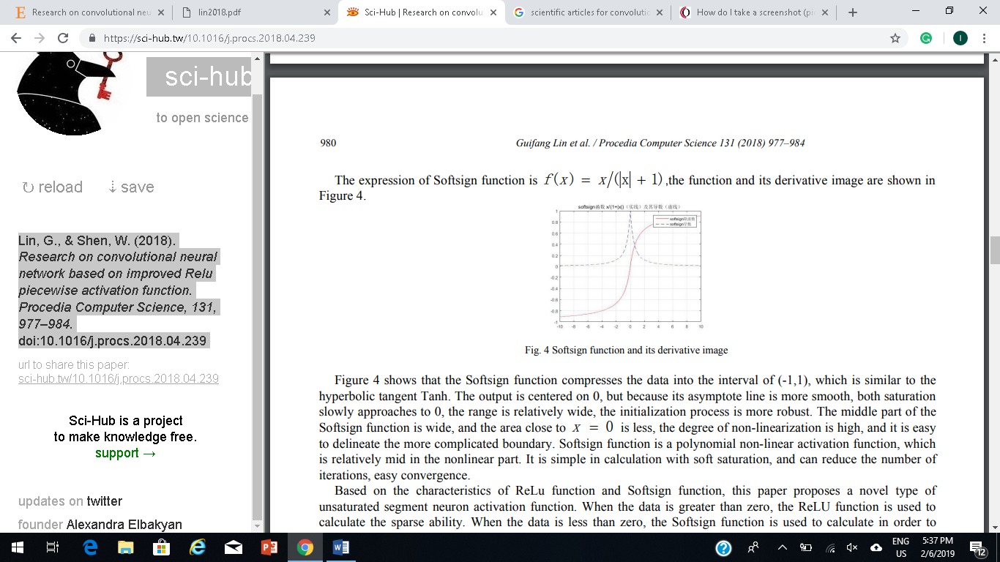 Research on convolutional neu
lin2018.pdf
Sci-Hub | Research on convolu
scientific articles for convolutio
How do I take a screenshot (pi
https://sci-hub.tw/10.1016/j.procs.2018.04.239
I
sci-hub
to open science
↻ reload ⇣ save
Lin, G., & Shen, W. (2018).
Research on convolutional neural
network based on improved Relu
piecewise activation function.
Procedia Computer Science, 131,
977–984.
doi:10.1016/j.procs.2018.04.239
url to share this paper:
sci-hub.tw/10.1016/j.procs.2018.04.239
Sci-Hub is a project
to make knowledge free.
support →
updates on twitter
founder Alexandra Elbakyan
980 Guifang Lin et al. / Procedia Computer Science 131 (2018) 977–984
The expression of Softsign function is f(x) = x/(|x| + 1) ,the function and its derivative image are shown in
Figure 4.
softsign函数 x/(1+|x|)（实线）及其导数（虚线）
softsign原函数
softsign导数
1
0.8
0.6
0.4
0.2
0
-0.2
-0.4
-0.6
-0.8
-1
-10 -8 -6 -4 -2 0 2 4 6 8 10
Fig. 4 Softsign function and its derivative image
Figure 4 shows that the Softsign function compresses the data into the interval of (-1,1), which is similar to the
hyperbolic tangent Tanh. The output is centered on 0, but because its asymptote line is more smooth, both saturation
slowly approaches to 0, the range is relatively wide, the initialization process is more robust. The middle part of the
Softsign function is wide, and the area close to x = 0 is less, the degree of non-linearization is high, and it is easy
to delineate the more complicated boundary. Softsign function is a polynomial non-linear activation function, which
is relatively mid in the nonlinear part. It is simple in calculation with soft saturation, and can reduce the number of
iterations, easy convergence.
Based on the characteristics of ReLu function and Softsign function, this paper proposes a novel type of
unsaturated segment neuron activation function. When the data is greater than zero, the ReLU function is used to
calculate the sparse ability. When the data is less than zero, the Softsign function is used to calculate in order to
ENG
US
5:37 PM
2/6/2019
12